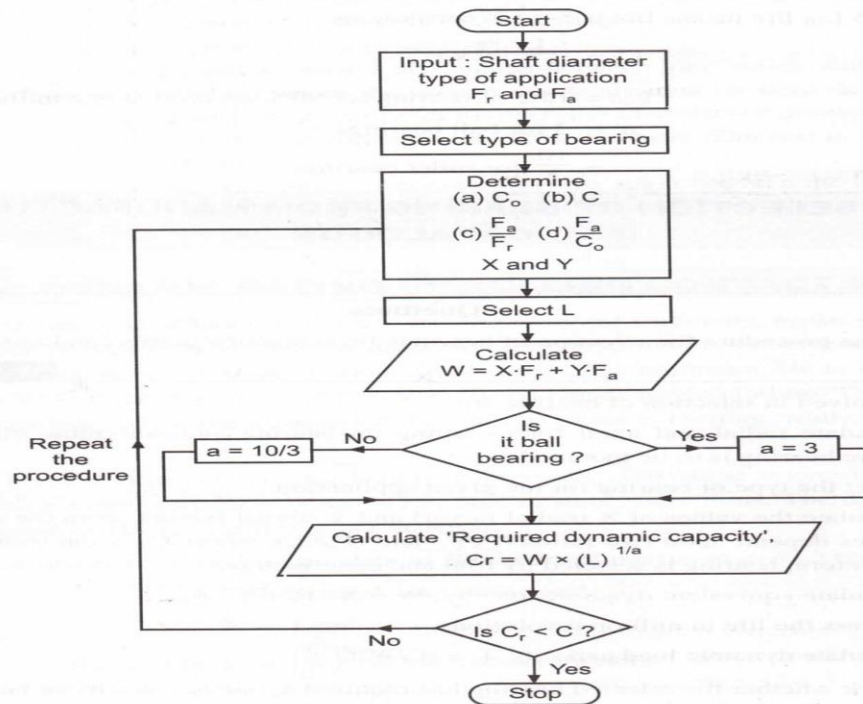 Start
Input : Shaft diameter
type of application
Fr and Fa
Select type of bearing
Determine
(a) Co (b) C
(c) Fa/Fr (d) Fa/Co
X and Y
Select L
Calculate
W = X·Fr + Y·Fa
Is
it ball
bearing ?
No
Yes
a = 10/3
a = 3
Repeat
the
procedure
Calculate 'Required dynamic capacity',
Cr = W × (L) 1/a
Is Cr < C ?
No
Yes
Stop